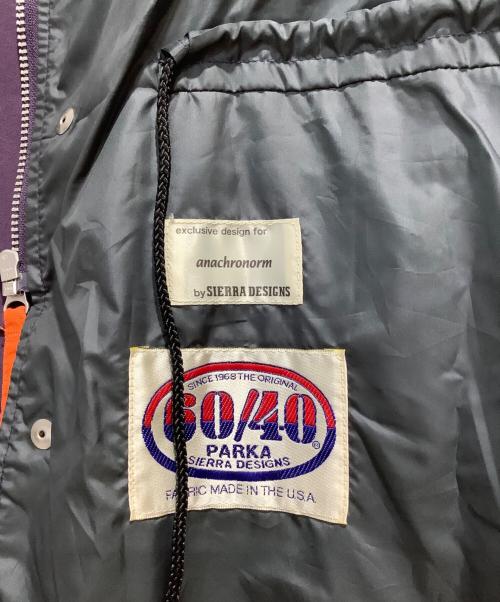 exclusive design for
anachronorm
by SIERRA DESIGNS
SINCE 1968 THE ORIGINAL
60/40
®
PARKA
SIERRA DESIGNS
FABRIC MADE IN THE U.S.A.